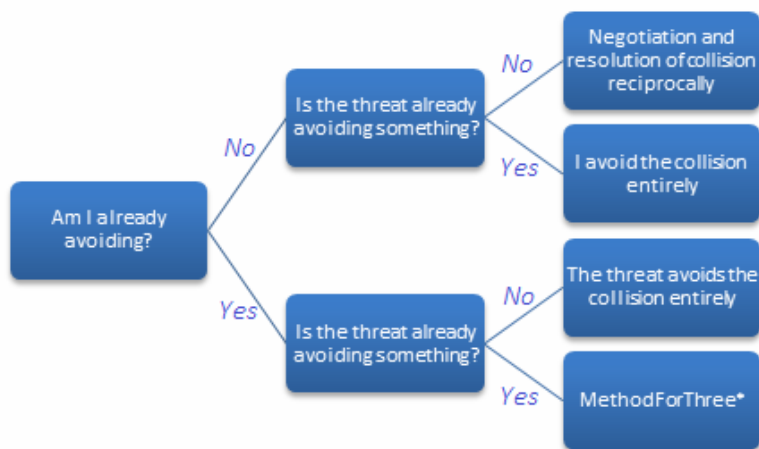 Negotiation and
resolution of collision
reciprocally
No
Is the threat already
avoiding something?
No
Yes
I avoid the collision
entirely
Am I already
avoiding?
The threat avoids the
collision entirely
No
Yes
Is the threat already
avoiding something?
Yes
MethodForThree*